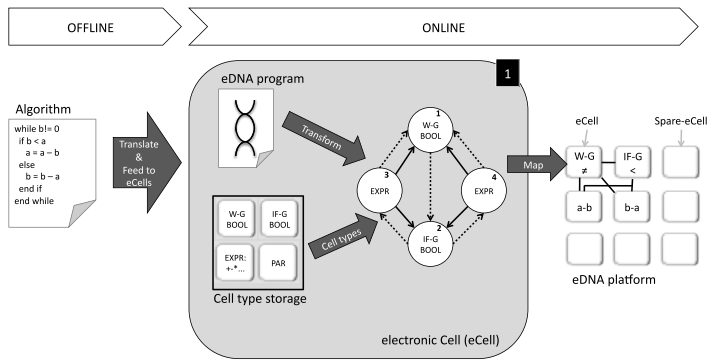 OFFLINE
ONLINE
1
Algorithm
while b!= 0
if b < a
a = a – b
else
b = b – a
end if
end while
Translate
&
Feed to
eCells
eDNA program
Transform
Cell types
W-G
BOOL
IF-G
BOOL
EXPR:
+-*...
PAR
Cell type storage
1
W-G
BOOL
3
EXPR
4
EXPR
2
IF-G
BOOL
electronic Cell (eCell)
Map
eCell
Spare-eCell
W-G
≠
IF-G
<
a-b
b-a
eDNA platform